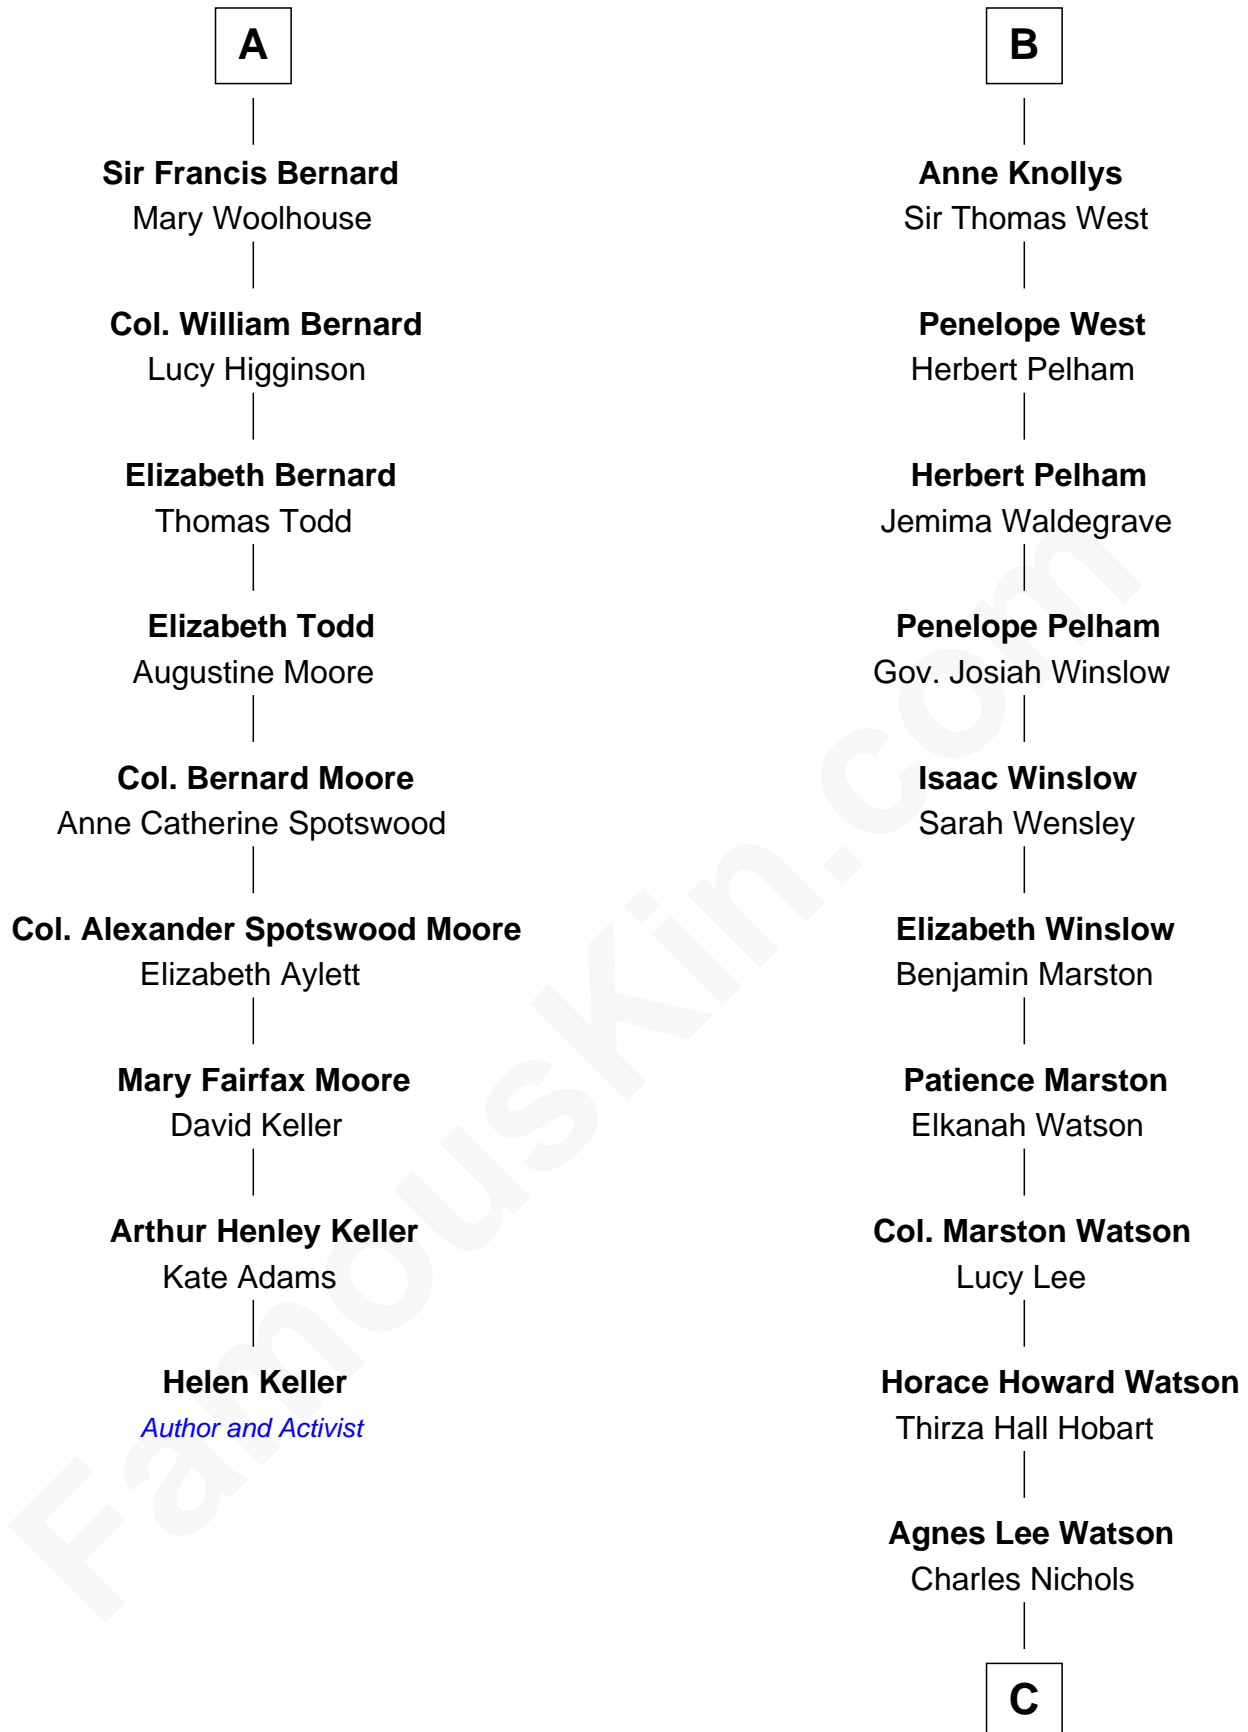 A
Sir Francis Bernard
Mary Woolhouse
Col. William Bernard
Lucy Higginson
Elizabeth Bernard
Thomas Todd
Elizabeth Todd
Augustine Moore
Col. Bernard Moore
Anne Catherine Spotswood
Col. Alexander Spotswood Moore
Elizabeth Aylett
Mary Fairfax Moore
David Keller
Arthur Henley Keller
Kate Adams
Helen Keller
Author and Activist
B
Anne Knollys
Sir Thomas West
Penelope West
Herbert Pelham
Herbert Pelham
Jemima Waldegrave
Penelope Pelham
Gov. Josiah Winslow
Isaac Winslow
Sarah Wensley
Elizabeth Winslow
Benjamin Marston
Patience Marston
Elkanah Watson
Col. Marston Watson
Lucy Lee
Horace Howard Watson
Thirza Hall Hobart
Agnes Lee Watson
Charles Nichols
C
FamousKin.com